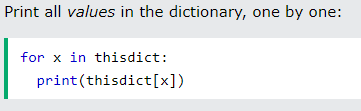 Print all values in the dictionary, one by one:
for x in thisdict:
  print(thisdict[x])